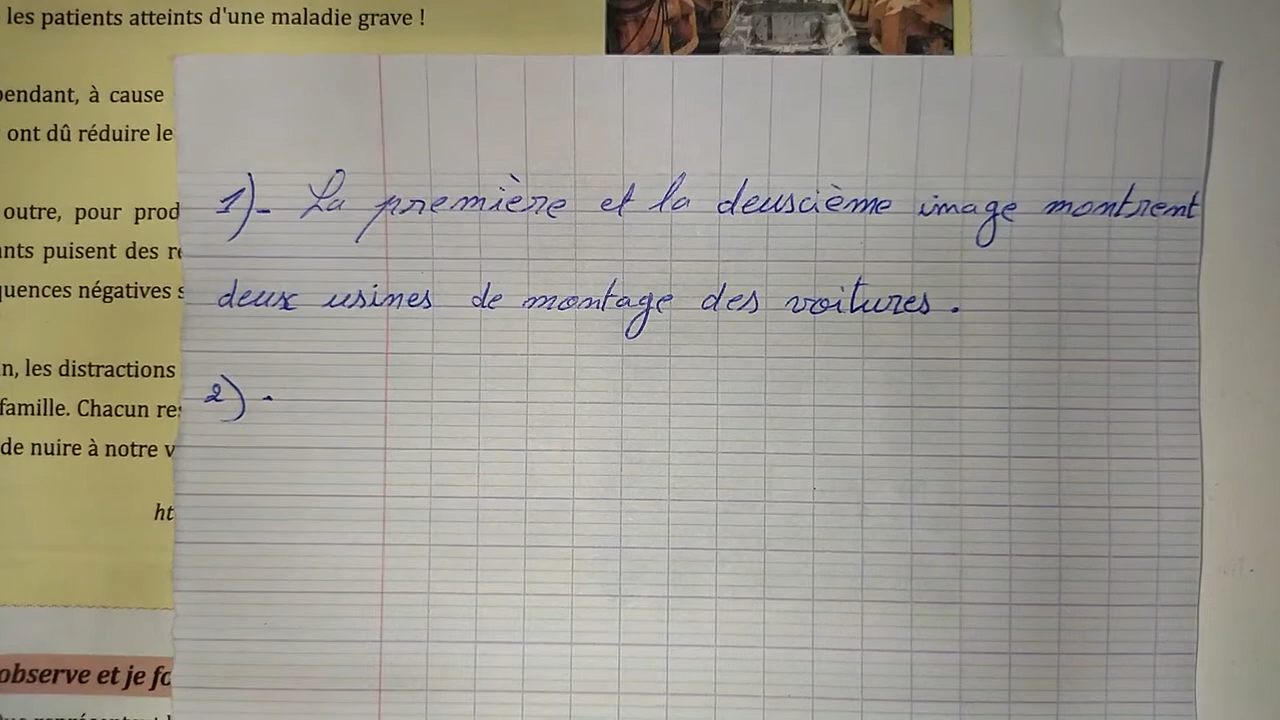 les patients atteints d'une maladie grave !
pendant, à cause
ont dû réduire le
outre, pour prod
nts puisent des re
quences négatives s
n, les distractions
famille. Chacun res
de nuire à notre v
ht
observe et je fo
1)- La première et la deuscième image montrent
deux usines de montage des voitures.
2)-